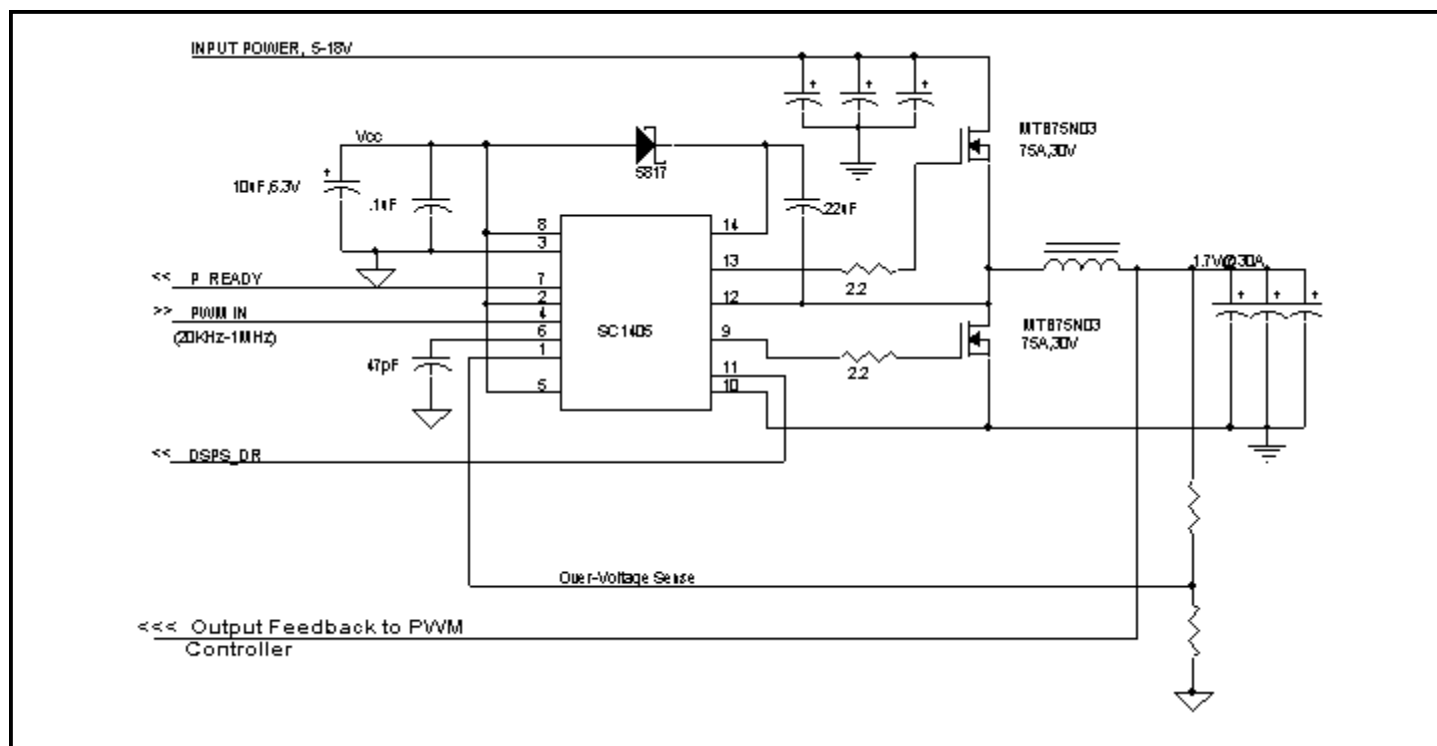 INPUT POWER, 5-18V
MTB75N03
75A,30V
Vcc
5817
10uF,6.3V
.1uF
.22uF
8
3
7
2
4
6
1
5
SC1405
14
13
12
9
11
10
2.2
2.2
<< P_READY
>> PWM IN
(20KHz-1MHz)
47pF
<< DSPS_DR
1.7V@30A
MTB75N03
75A,30V
+
+
+
+
+
+
+
Over-Voltage Sense
<<< Output Feedback to PWM
Controller